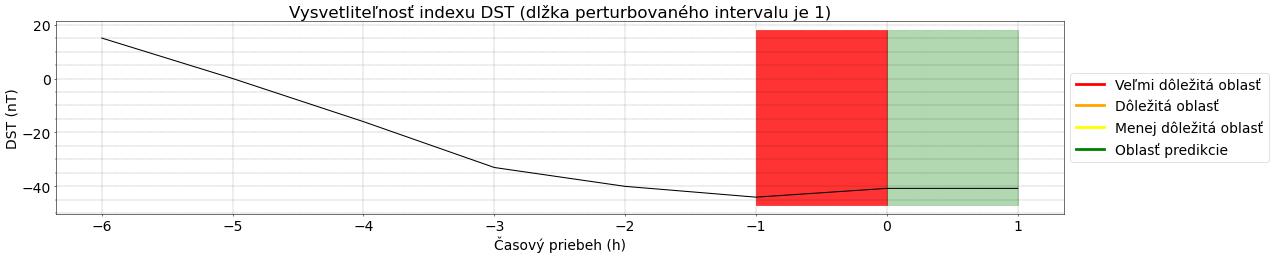 Vysvetliteľnosť indexu DST (dĺžka perturbovaného intervalu je 1)
20
0
−20
−40
DST (nT)
−6 −5 −4 −3 −2 −1 0 1
Časový priebeh (h)
Veľmi dôležitá oblasť
Dôležitá oblasť
Menej dôležitá oblasť
Oblasť predikcie